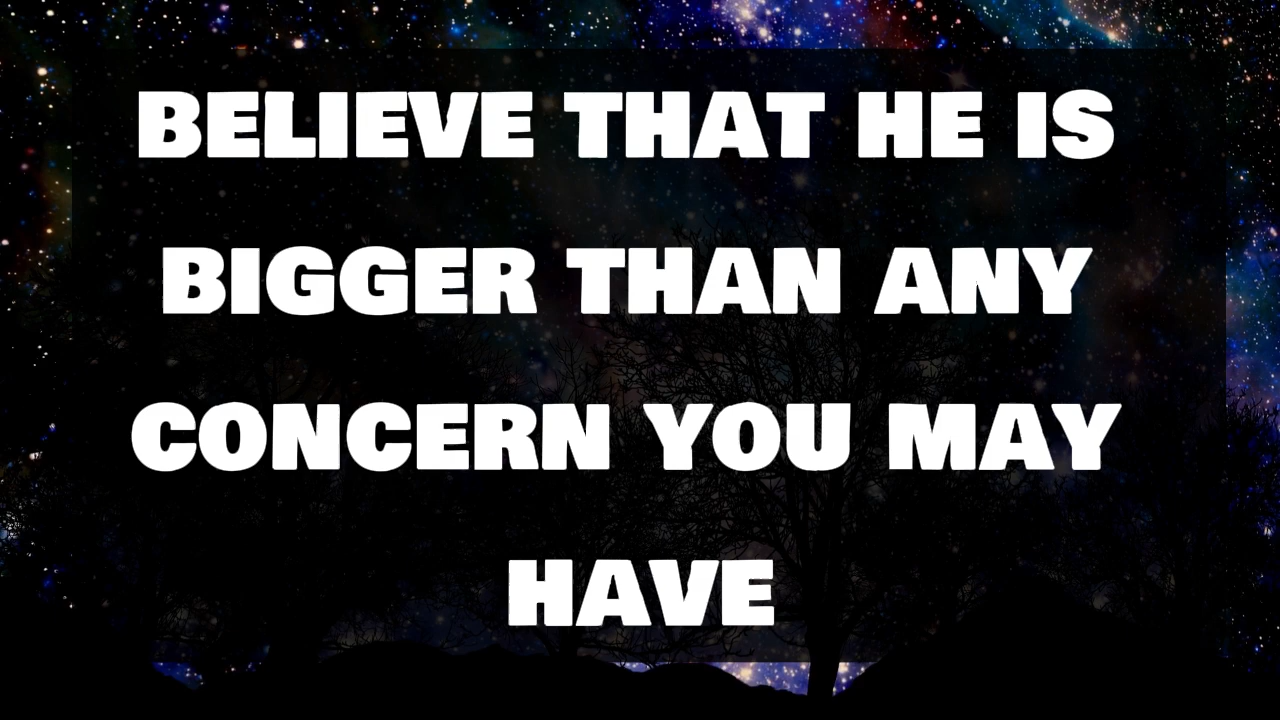 BELIEVE THAT HE IS
BIGGER THAN ANY
CONCERN YOU MAY
HAVE